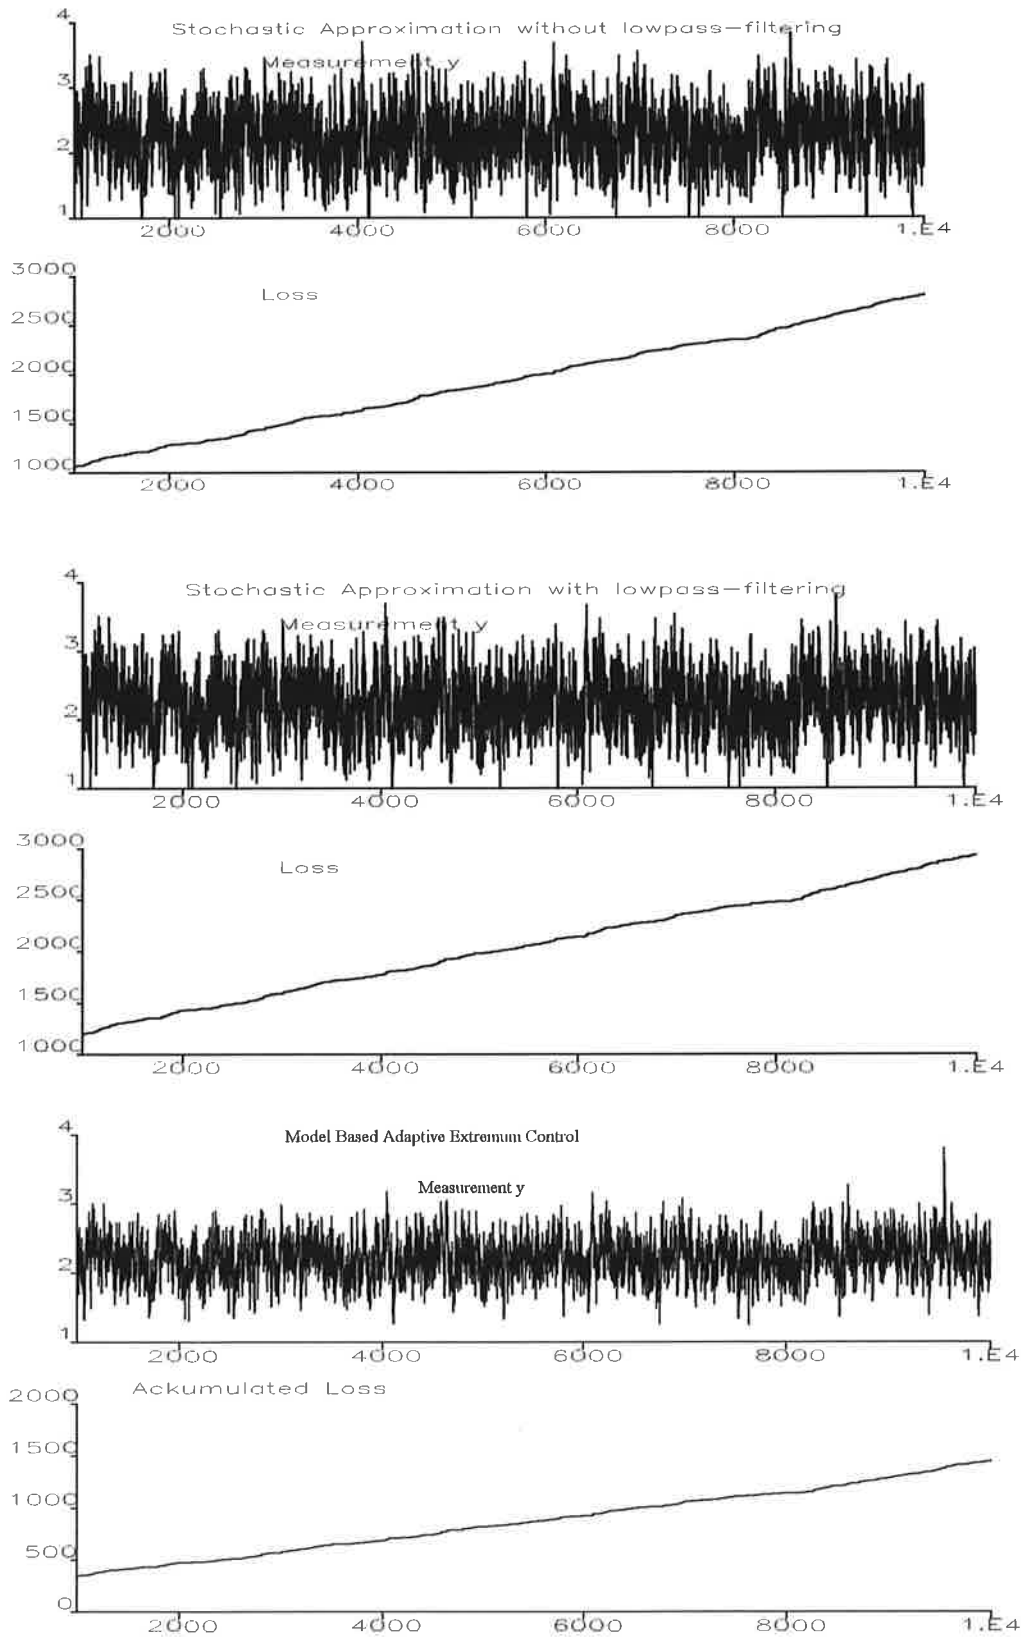 4
Stochastic Approximation without lowpass-filtering
Measurement y
3
2
1
2000 4000 6000 8000 1.E4
3000
Loss
2500
2000
1500
1000
2000 4000 6000 8000 1.E4
4
Stochastic Approximation with lowpass-filtering
Measurement y
3
2
1
2000 4000 6000 8000 1.E4
3000
Loss
2500
2000
1500
1000
2000 4000 6000 8000 1.E4
4
Model Based Adaptive Extremum Control
Measurement y
3
2
1
2000 4000 6000 8000 1.E4
Ackumulated Loss
2000
1500
1000
500
0
2000 4000 6000 8000 1.E4